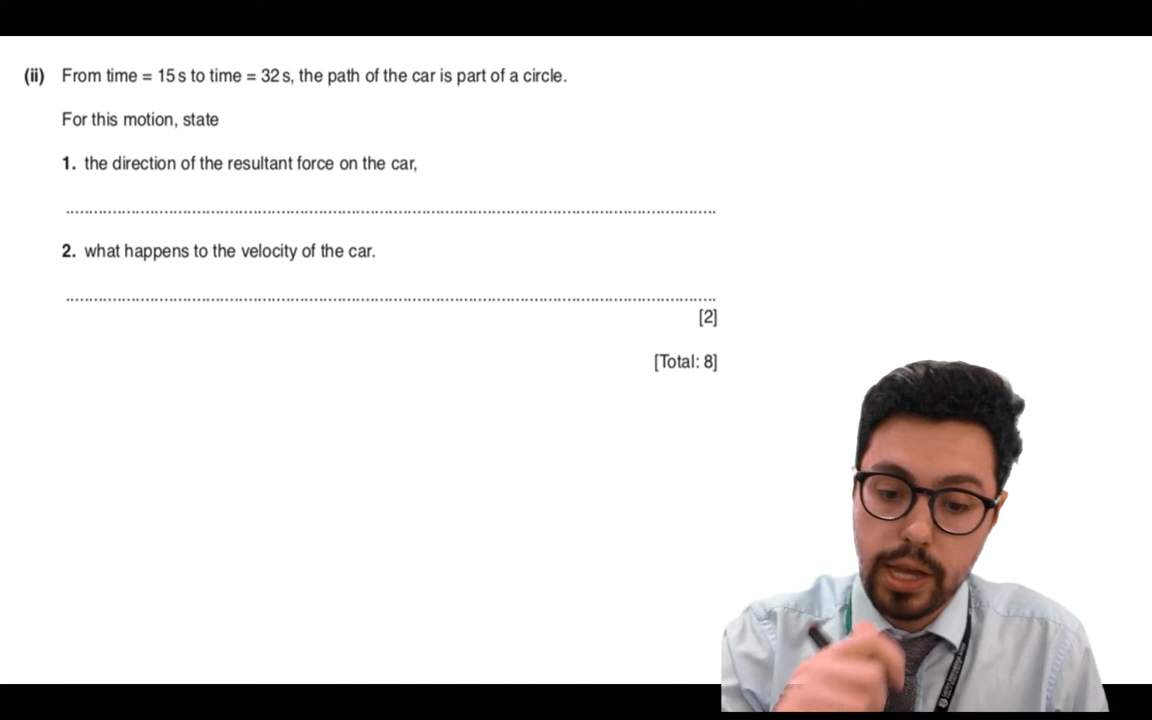 (ii) From time = 15 s to time = 32 s, the path of the car is part of a circle.
For this motion, state
1. the direction of the resultant force on the car,
2. what happens to the velocity of the car.
[2]
[Total: 8]